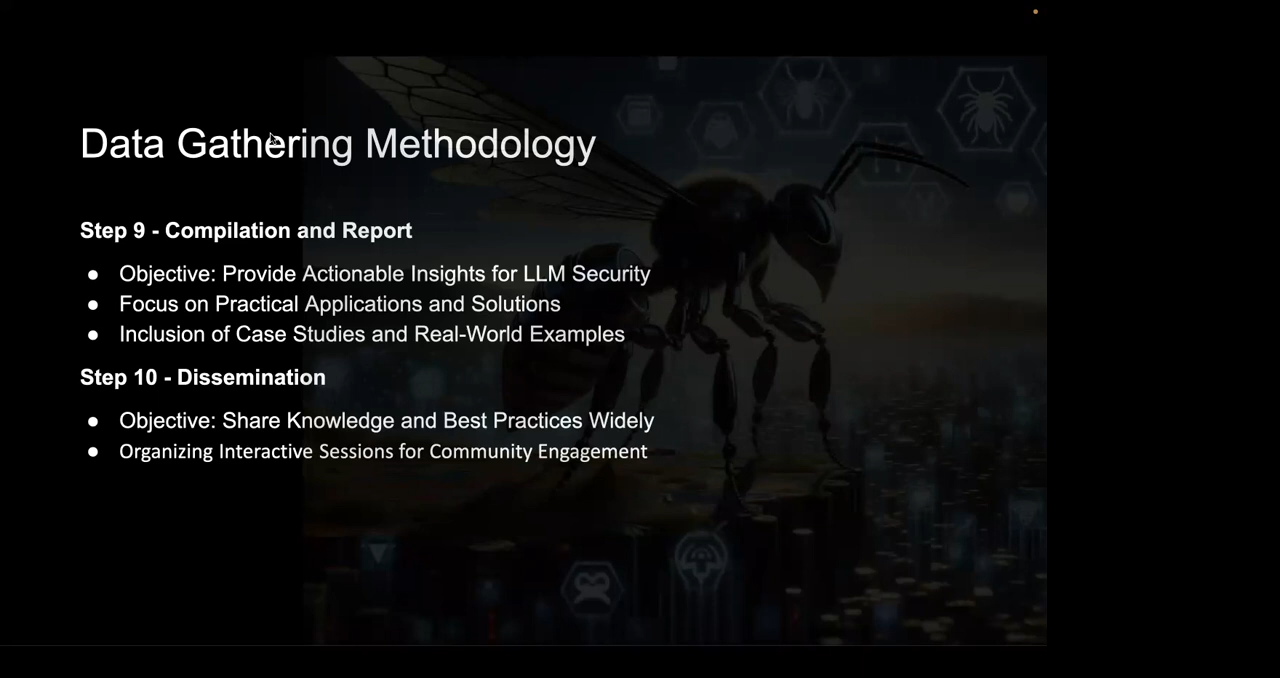 Data Gathering Methodology
Step 9 - Compilation and Report
● Objective: Provide Actionable Insights for LLM Security
● Focus on Practical Applications and Solutions
● Inclusion of Case Studies and Real-World Examples
Step 10 - Dissemination
● Objective: Share Knowledge and Best Practices Widely
● Organizing Interactive Sessions for Community Engagement